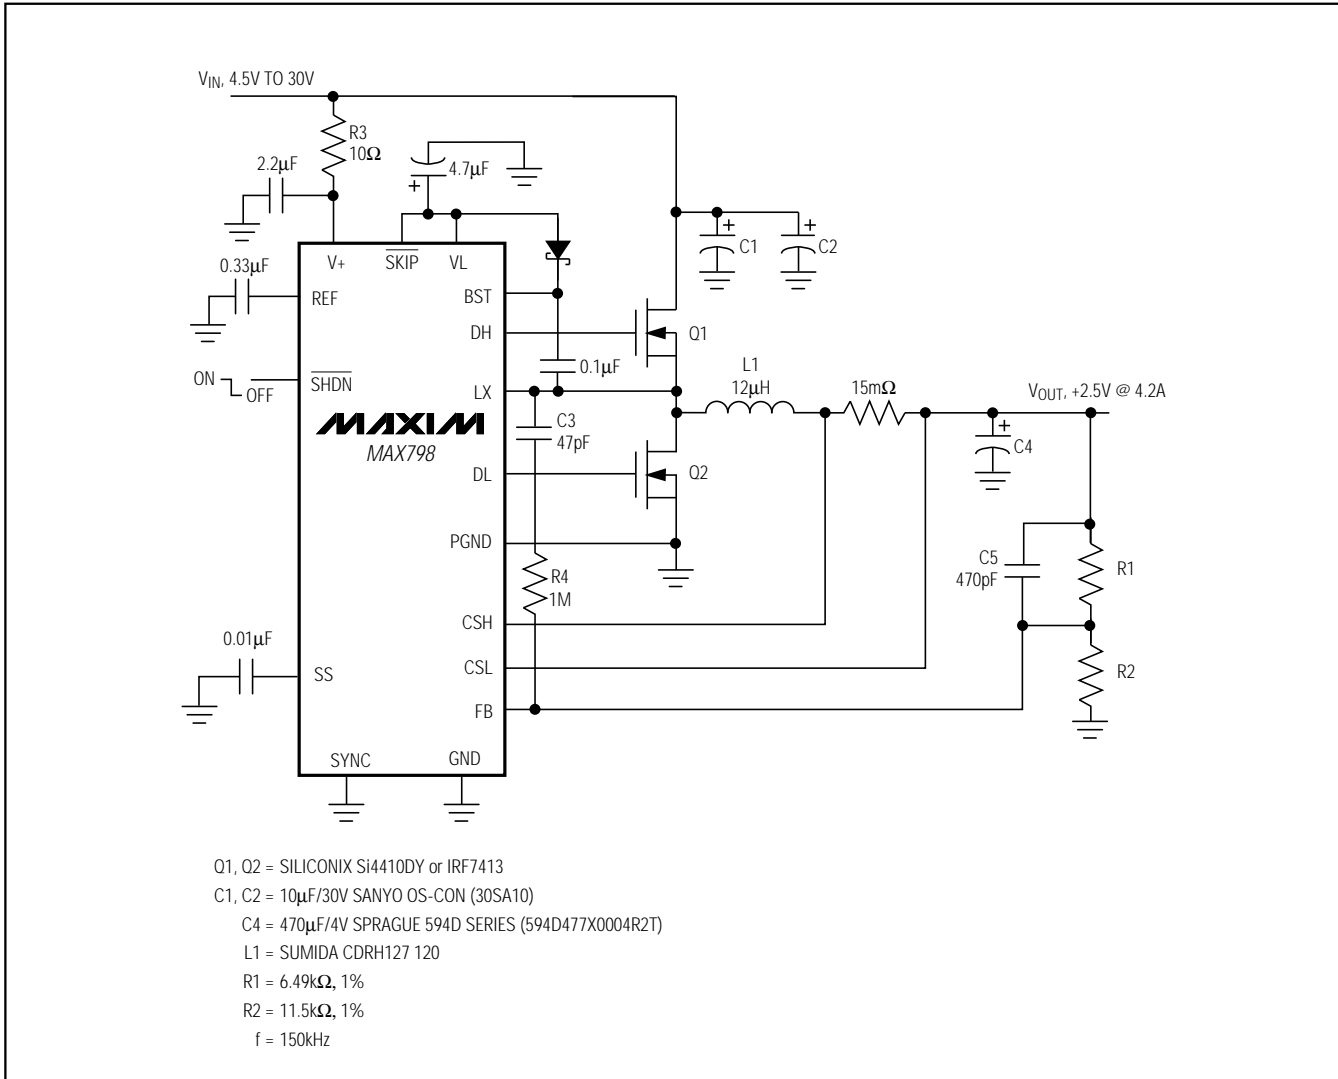 VIN, 4.5V TO 30V
R3
10Ω
2.2µF
4.7µF
+
+
C1
+
C2
V+
SKIP
VL
0.33µF
REF
BST
DH
Q1
0.1µF
ON
OFF
SHDN
LX
L1
12µH
15mΩ
VOUT, +2.5V @ 4.2A
MAXIM
MAX798
C3
47pF
+
C4
DL
Q2
PGND
C5
470pF
R1
R4
1M
CSH
0.01µF
SS
CSL
R2
FB
SYNC
GND
Q1, Q2 = SILICONIX Si4410DY or IRF7413
C1, C2 = 10µF/30V SANYO OS-CON (30SA10)
C4 = 470µF/4V SPRAGUE 594D SERIES (594D477X0004R2T)
L1 = SUMIDA CDRH127 120
R1 = 6.49kΩ, 1%
R2 = 11.5kΩ, 1%
f = 150kHz